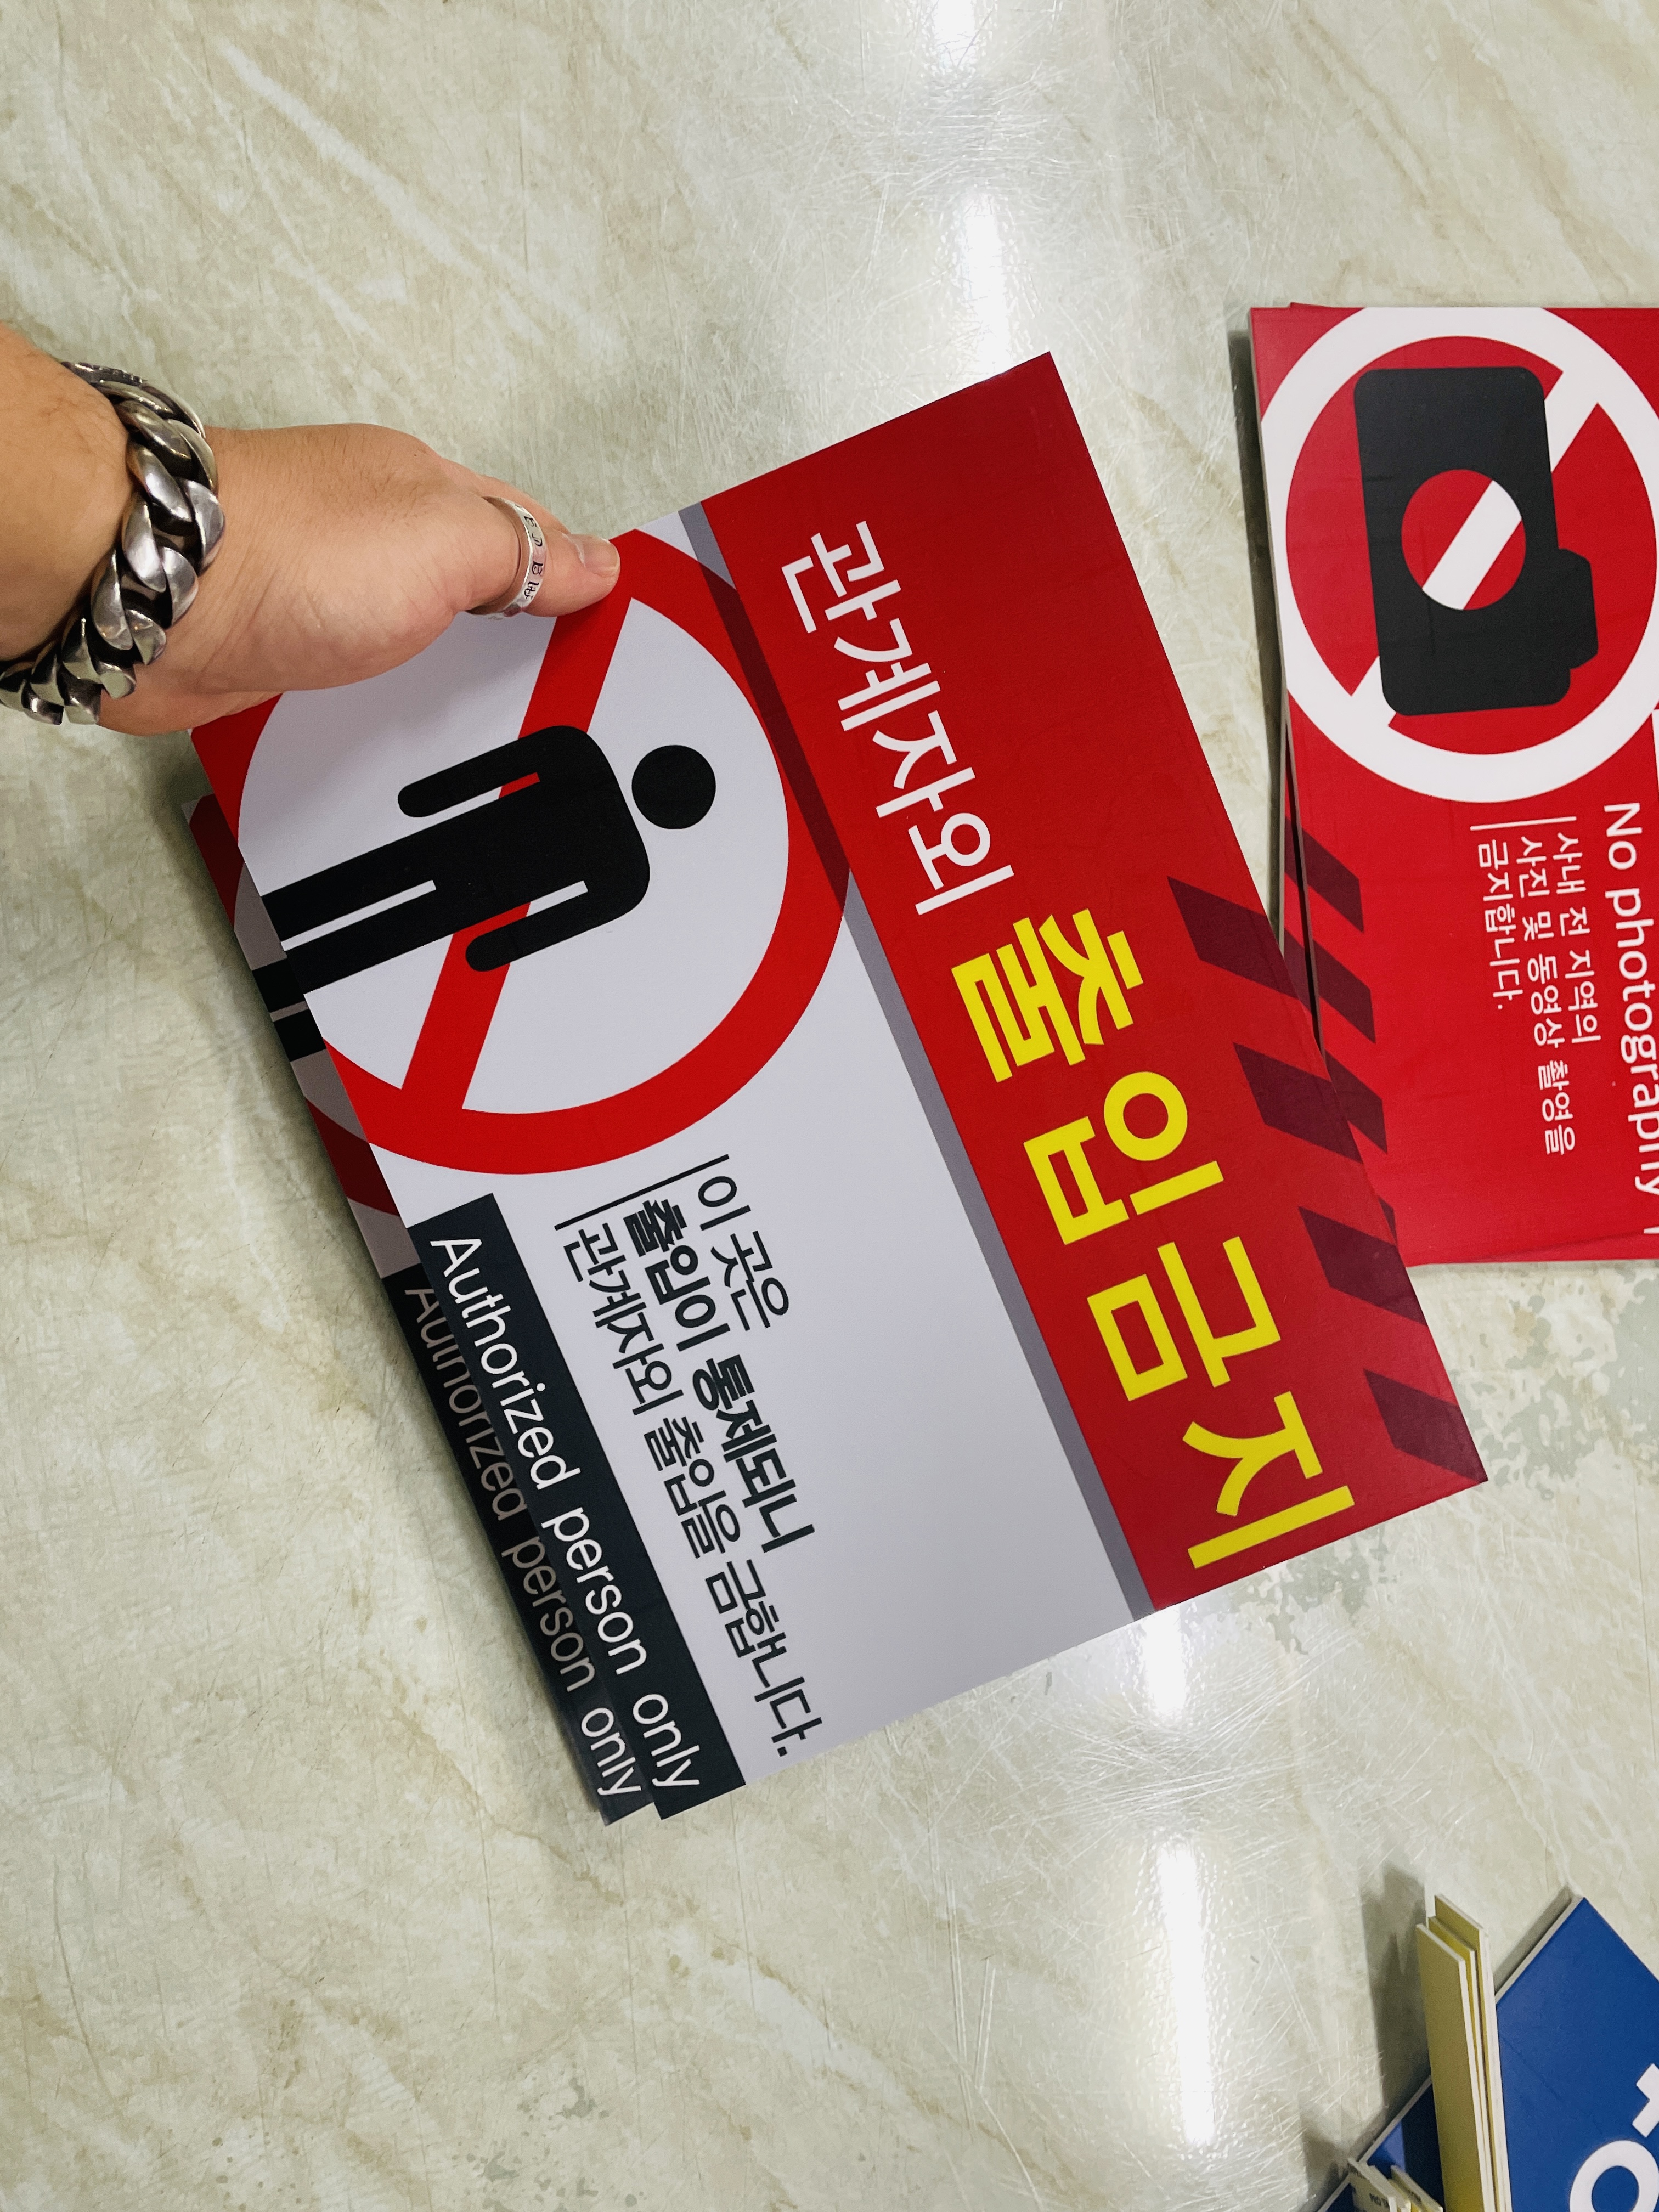 관계자외 출입금지
이 곳은
출입이 통제되니
관계자외 출입을 금합니다.
Authorized person only
Authorized person only
No photography
사내 전 지역의
사진 및 동영상 촬영을
금지합니다.